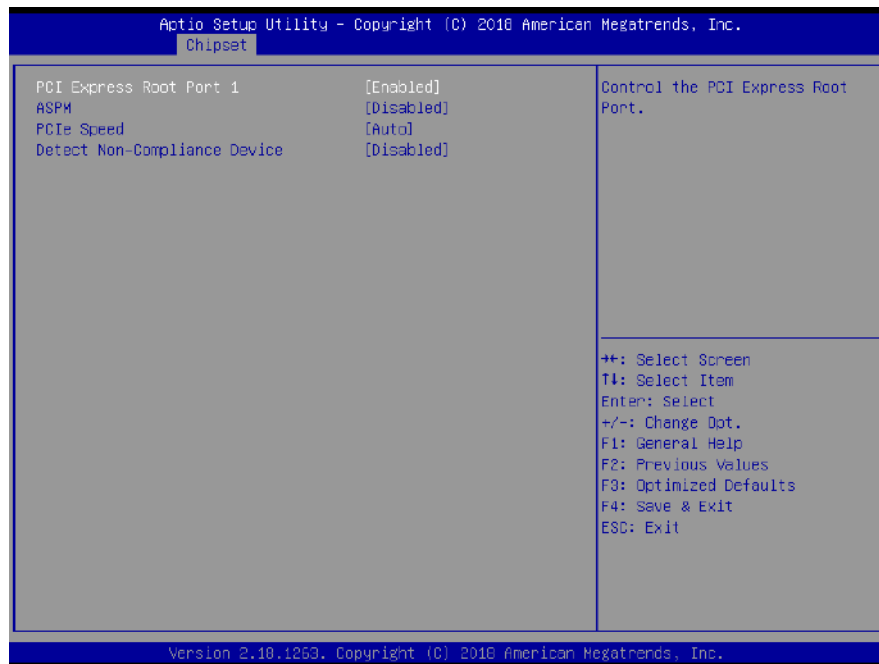 Aptio Setup Utility - Copyright (C) 2018 American Megatrends, Inc.
Chipset
PCI Express Root Port 1 [Enabled]
ASPM [Disabled]
PCIe Speed [Auto]
Detect Non-Compliance Device [Disabled]
Control the PCI Express Root
Port.
→←: Select Screen
↑↓: Select Item
Enter: Select
+/-: Change Opt.
F1: General Help
F2: Previous Values
F3: Optimized Defaults
F4: Save & Exit
ESC: Exit
Version 2.18.1263. Copyright (C) 2018 American Megatrends, Inc.